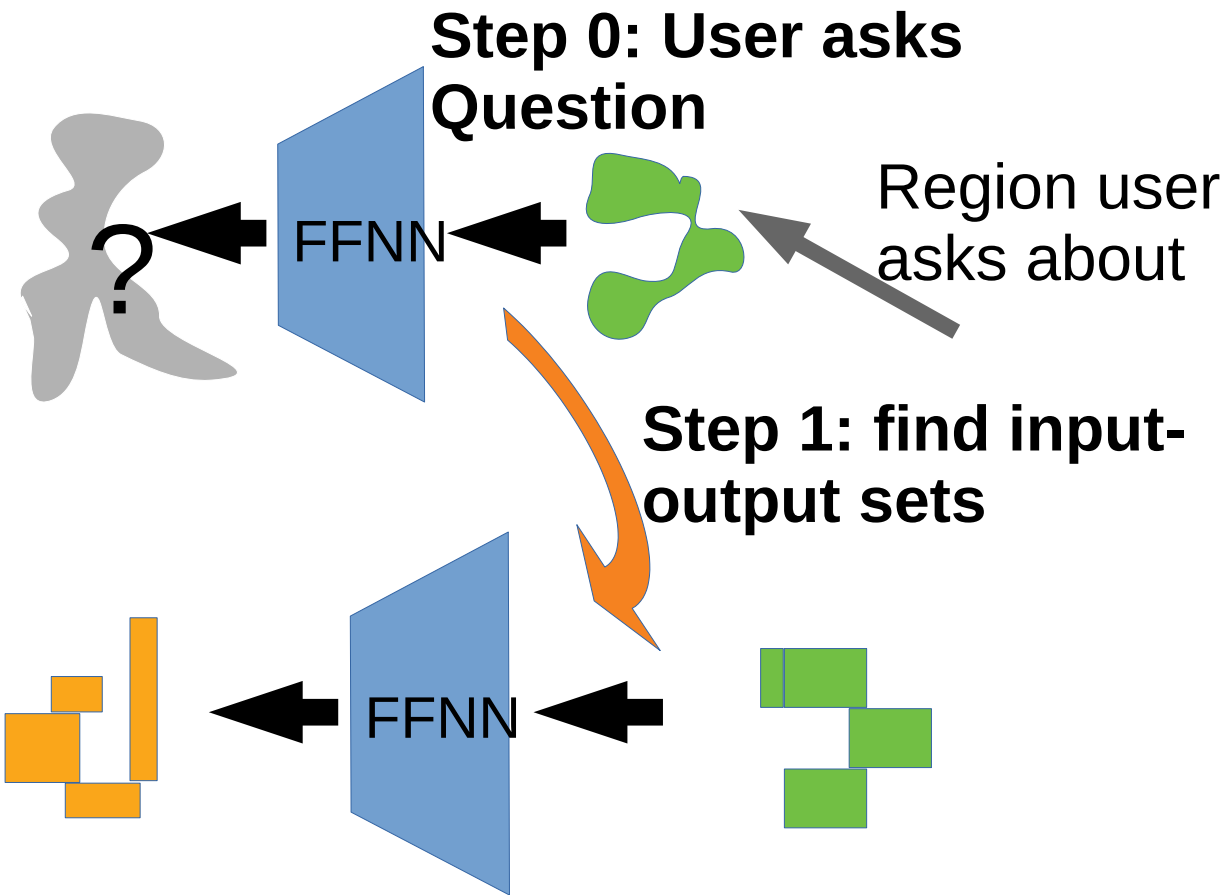 Step 0: User asks
Question
Region user
asks about
FFNN
?
Step 1: find input-
output sets
FFNN